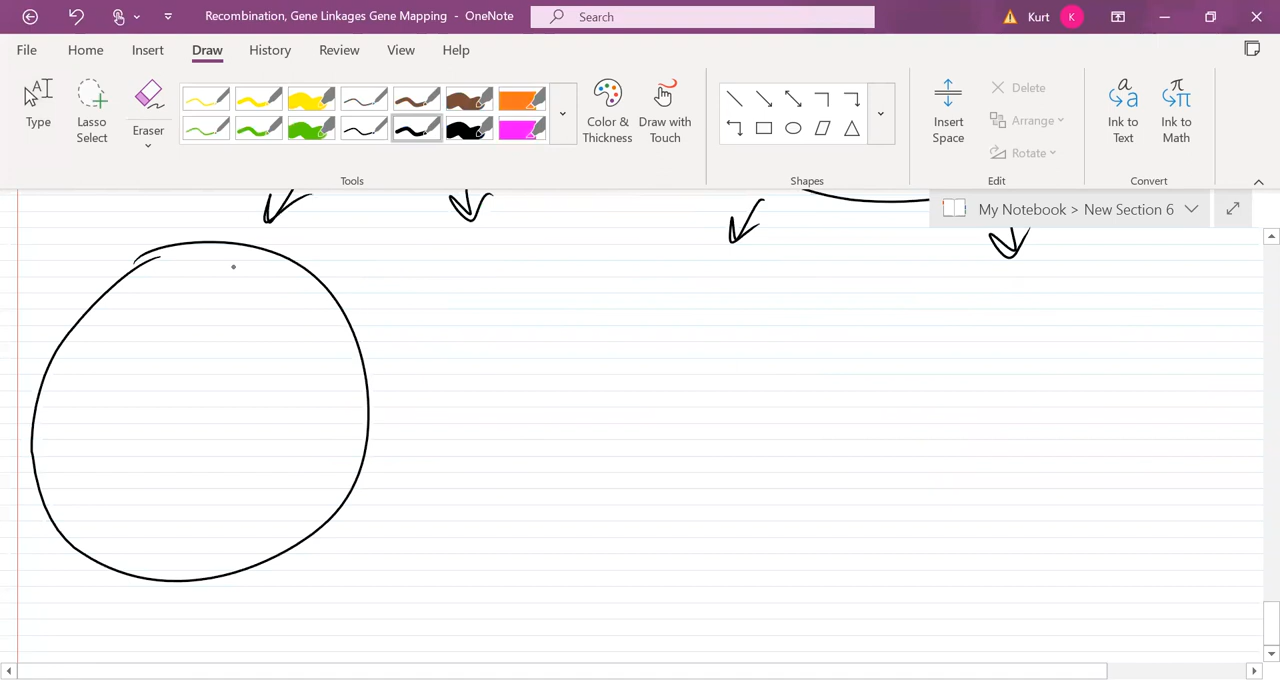 Recombination, Gene Linkages Gene Mapping - OneNote
Search
Kurt
K
File
Home
Insert
Draw
History
Review
View
Help
Type
Lasso
Select
Eraser
Color &
Thickness
Draw with
Touch
Insert
Space
Delete
Arrange
Rotate
Ink to
Text
Ink to
Math
Tools
Shapes
Edit
Convert
My Notebook > New Section 6